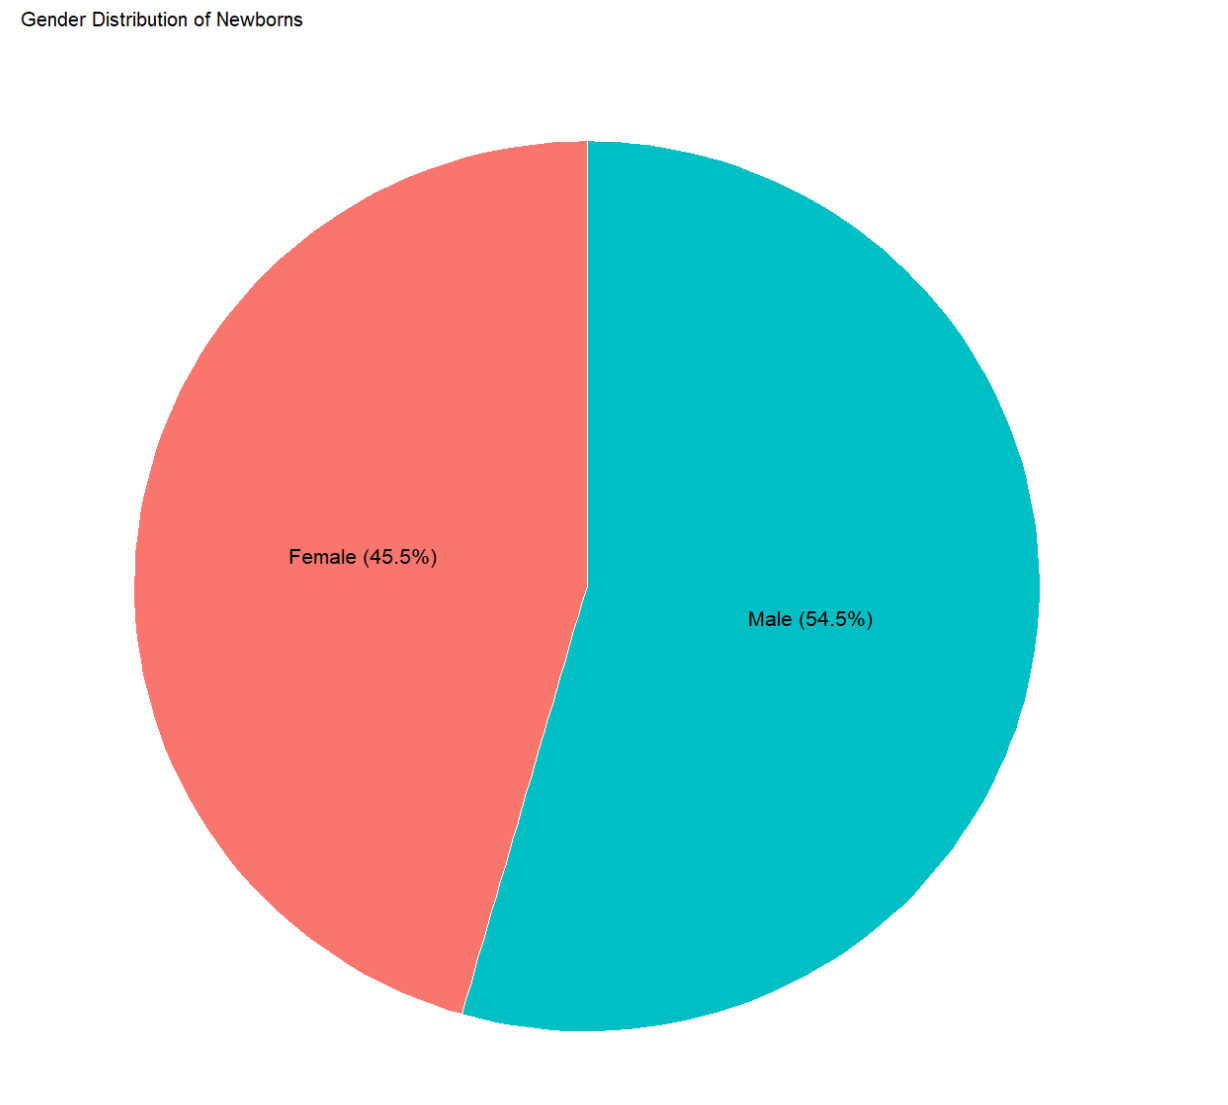 Gender Distribution of Newborns
Female (45.5%)
Male (54.5%)